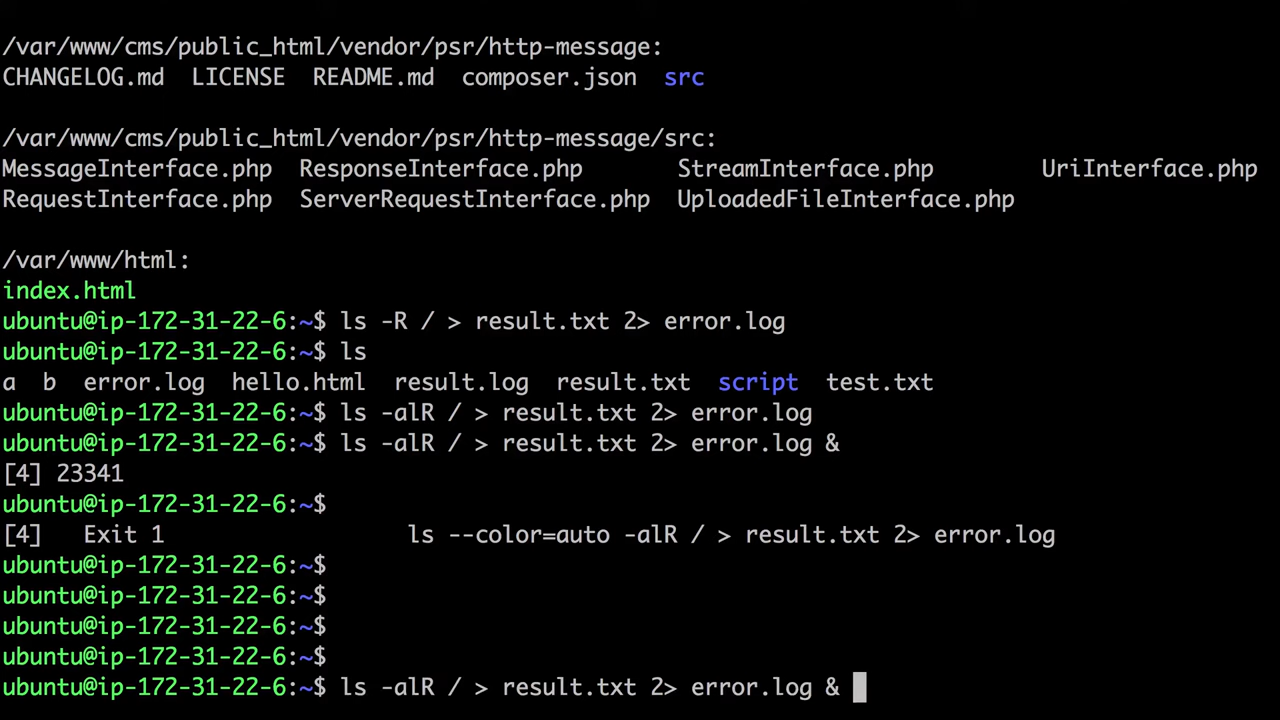 /var/www/cms/public_html/vendor/psr/http-message:
CHANGELOG.md  LICENSE  README.md  composer.json  src
/var/www/cms/public_html/vendor/psr/http-message/src:
MessageInterface.php  ResponseInterface.php       StreamInterface.php        UriInterface.php
RequestInterface.php  ServerRequestInterface.php  UploadedFileInterface.php
/var/www/html:
index.html
ubuntu@ip-172-31-22-6:~$ ls -R / > result.txt 2> error.log
ubuntu@ip-172-31-22-6:~$ ls
a  b  error.log  hello.html  result.log  result.txt  script  test.txt
ubuntu@ip-172-31-22-6:~$ ls -alR / > result.txt 2> error.log
ubuntu@ip-172-31-22-6:~$ ls -alR / > result.txt 2> error.log &
[4] 23341
ubuntu@ip-172-31-22-6:~$
[4]   Exit 1                  ls --color=auto -alR / > result.txt 2> error.log
ubuntu@ip-172-31-22-6:~$
ubuntu@ip-172-31-22-6:~$
ubuntu@ip-172-31-22-6:~$
ubuntu@ip-172-31-22-6:~$
ubuntu@ip-172-31-22-6:~$ ls -alR / > result.txt 2> error.log &